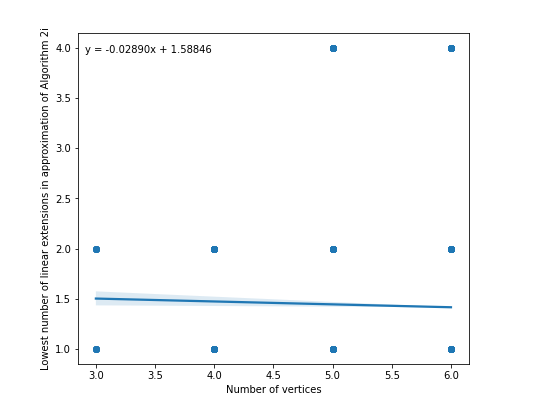 y = -0.02890x + 1.58846
Lowest number of linear extensions in approximation of Algorithm 2i
4.0
3.5
3.0
2.5
2.0
1.5
1.0
3.0 3.5 4.0 4.5 5.0 5.5 6.0
Number of vertices